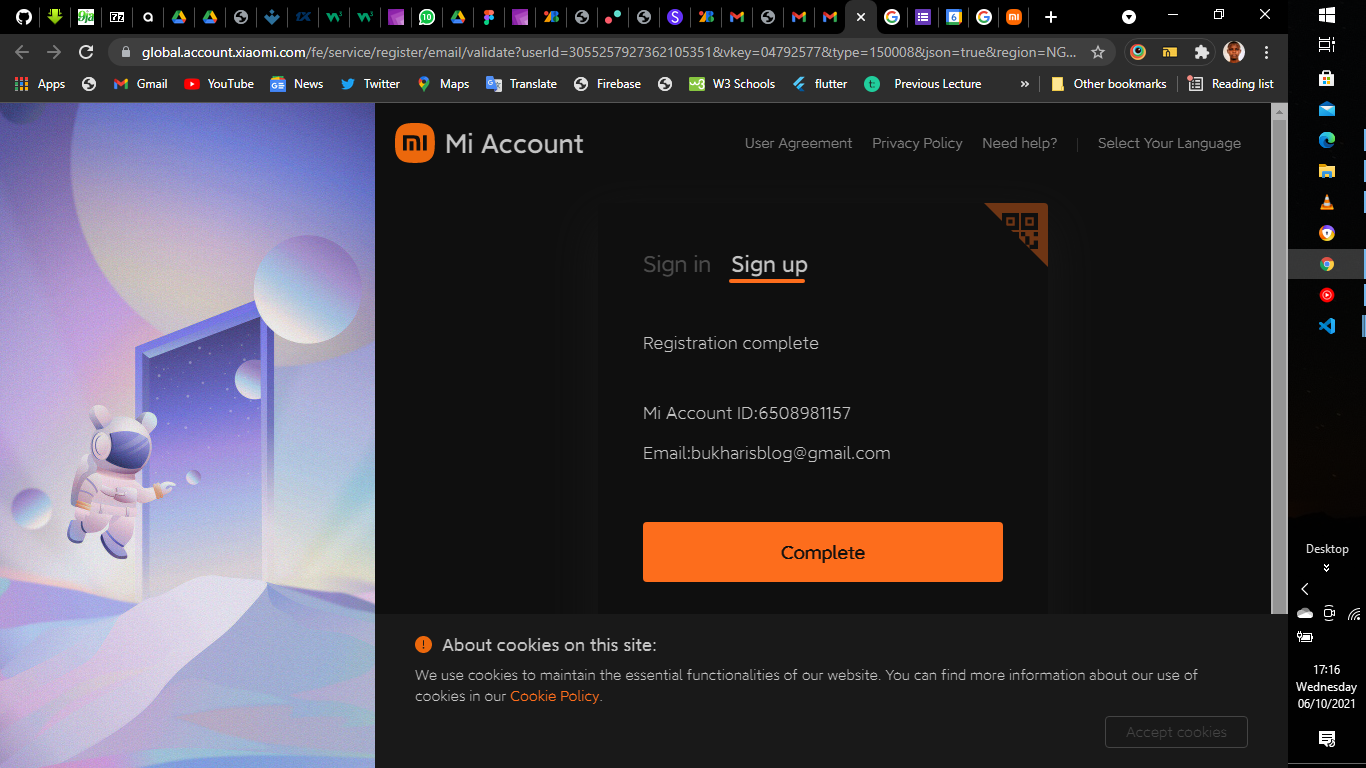 global.account.xiaomi.com/fe/service/register/email/validate?userId=3055257927362105351&vkey=04792577&type=150008&json=true&region=NG...
Apps
Gmail
YouTube
News
Twitter
Maps
Translate
Firebase
W3 Schools
flutter
Previous Lecture
»
Other bookmarks
Reading list
Mi Account
User Agreement
Privacy Policy
Need help?
Select Your Language
Sign in
Sign up
Registration complete
Mi Account ID:6508981157
Email:bukharisblog@gmail.com
Complete
About cookies on this site:
We use cookies to maintain the essential functionalities of our website. You can find more information about our use of
cookies in our Cookie Policy.
Accept cookies
Desktop
17:16
Wednesday
06/10/2021